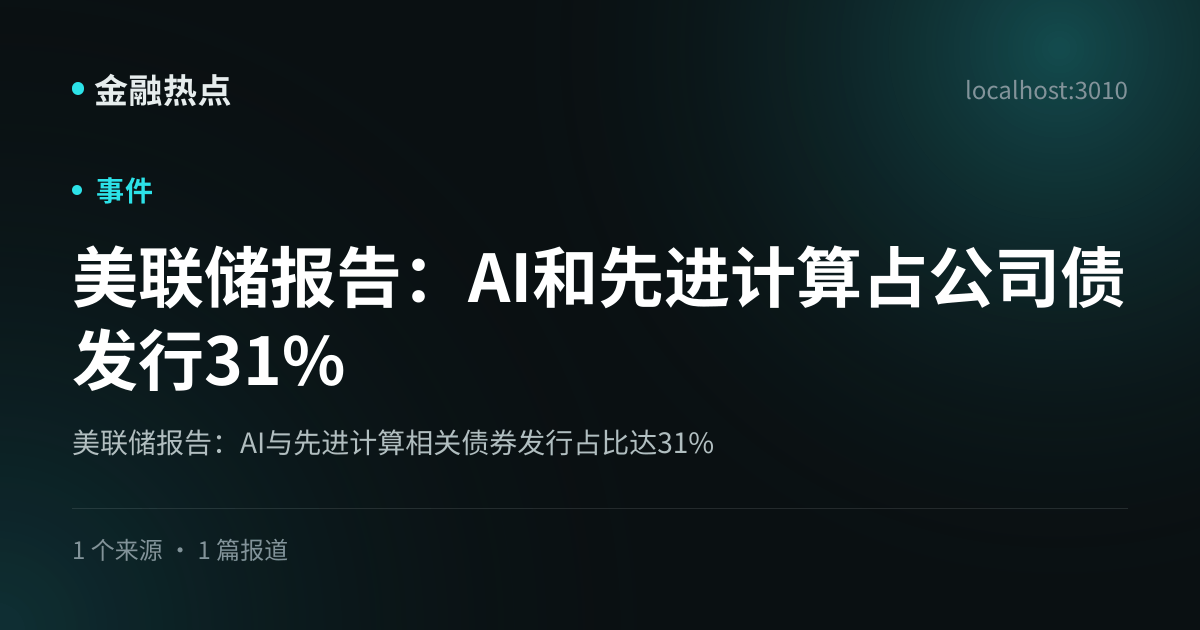 金融热点
localhost:3010
事件
美联储报告：AI和先进计算占公司债
发行31%
美联储报告：AI与先进计算相关债券发行占比达31%
1 个来源 · 1 篇报道